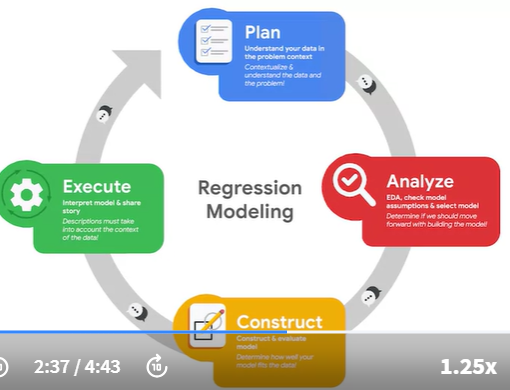 Plan
Understand your data in
the problem context
Contextualize &
understand the data and
the problem!
Execute
Interpret model & share
story
Descriptions must take
into account the context
of the data!
Regression
Modeling
Analyze
EDA, check model
assumptions & select model
Determine if we should move
forward with building the model!
Construct
Construct & evaluate
model
Determine how well your
model fits the data!
2:37 / 4:43
10
1.25x